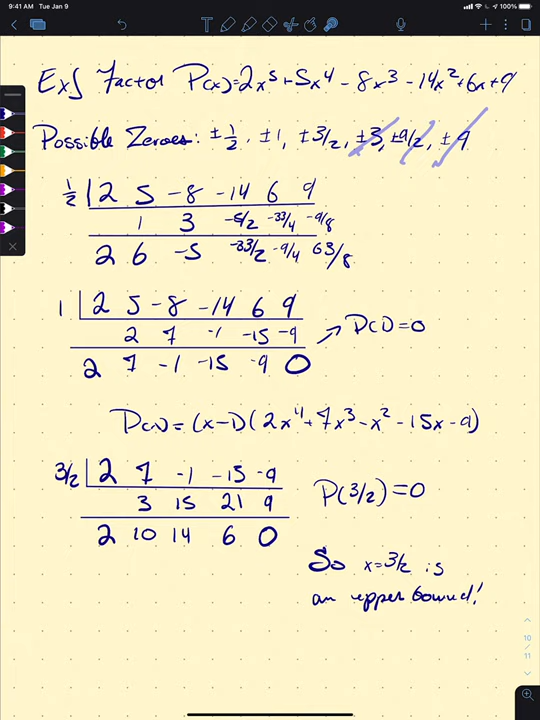 9:41 AM Tue Jan 9
100%
Ex] Factor P(x)=2x⁵+5x⁴-8x³-14x²+6x+9
Possible Zeroes: ±1/2, ±1, ±3/2, ±3, ±9/2, ±9
1/2 | 2 5 -8 -14 6 9
1 3 -5/2 -33/4 -9/8
2 6 -5 -33/2 -9/4 63/8
1 | 2 5 -8 -14 6 9
2 7 -1 -15 -9 → P(1)=0
2 7 -1 -15 -9 0
P(x)=(x-1)(2x⁴+7x³-x²-15x-9)
3/2 | 2 7 -1 -15 -9
3 15 21 9 P(3/2)=0
2 10 14 6 0
So x=3/2 is
an upper bound!
10
/
11